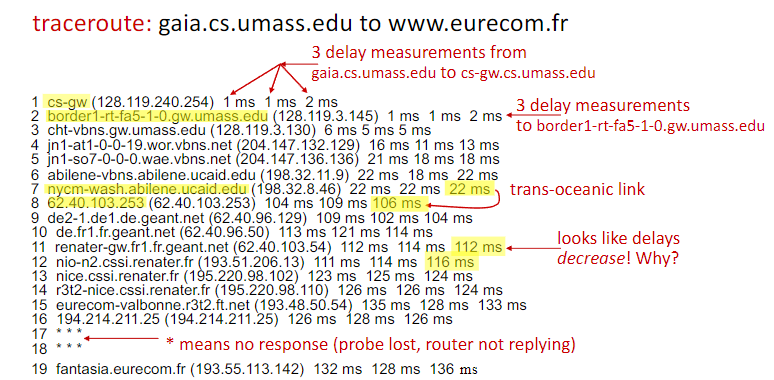 traceroute: gaia.cs.umass.edu to www.eurecom.fr
3 delay measurements from
gaia.cs.umass.edu to cs-gw.cs.umass.edu
1 cs-gw (128.119.240.254) 1 ms 1 ms 2 ms
2 border1-rt-fa5-1-0.gw.umass.edu (128.119.3.145) 1 ms 1 ms 2 ms
3 delay measurements
to border1-rt-fa5-1-0.gw.umass.edu
3 cht-vbns.gw.umass.edu (128.119.3.130) 6 ms 5 ms 5 ms
4 jn1-at1-0-0-19.wor.vbns.net (204.147.132.129) 16 ms 11 ms 13 ms
5 jn1-so7-0-0-0.wae.vbns.net (204.147.136.136) 21 ms 18 ms 18 ms
6 abilene-vbns.abilene.ucaid.edu (198.32.11.9) 22 ms 18 ms 22 ms
7 nycm-wash.abilene.ucaid.edu (198.32.8.46) 22 ms 22 ms 22 ms
trans-oceanic link
8 62.40.103.253 (62.40.103.253) 104 ms 109 ms 106 ms
9 de2-1.de1.de.geant.net (62.40.96.129) 109 ms 102 ms 104 ms
10 de.fr1.fr.geant.net (62.40.96.50) 113 ms 121 ms 114 ms
11 renater-gw.fr1.fr.geant.net (62.40.103.54) 112 ms 114 ms 112 ms
looks like delays
decrease! Why?
12 nio-n2.cssi.renater.fr (193.51.206.13) 111 ms 114 ms 116 ms
13 nice.cssi.renater.fr (195.220.98.102) 123 ms 125 ms 124 ms
14 r3t2-nice.cssi.renater.fr (195.220.98.110) 126 ms 126 ms 124 ms
15 eurecom-valbonne.r3t2.ft.net (193.48.50.54) 135 ms 128 ms 133 ms
16 194.214.211.25 (194.214.211.25) 126 ms 128 ms 126 ms
17 * * *
18 * * *
* means no response (probe lost, router not replying)
19 fantasia.eurecom.fr (193.55.113.142) 132 ms 128 ms 136 ms